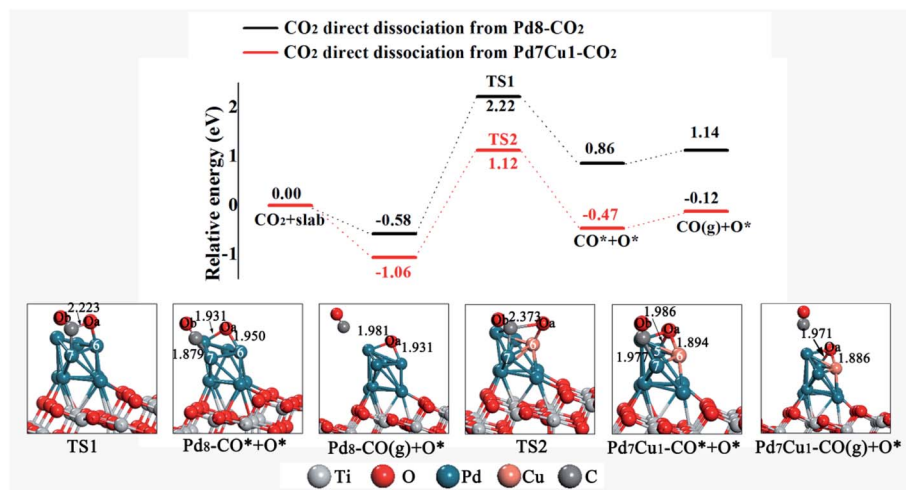 CO2 direct dissociation from Pd8-CO2
CO2 direct dissociation from Pd7Cu1-CO2
Relative energy (eV)
2
1
0
-1
0.00
CO2+slab
-0.58
-1.06
TS1
2.22
TS2
1.12
0.86
-0.47
CO*+O*
1.14
-0.12
CO(g)+O*
2.223
Ob
Oa
6
TS1
1.931
Ob
Oa
1.950
6
1.879
Pd8-CO*+O*
1.981
Oa
1.931
Pd8-CO(g)+O*
Ob
2.373
Oa
6
TS2
1.986
Ob
Oa
1.894
1.977
6
Pd7Cu1-CO*+O*
1.971
Oa
1.886
Pd7Cu1-CO(g)+O*
Ti O Pd Cu C